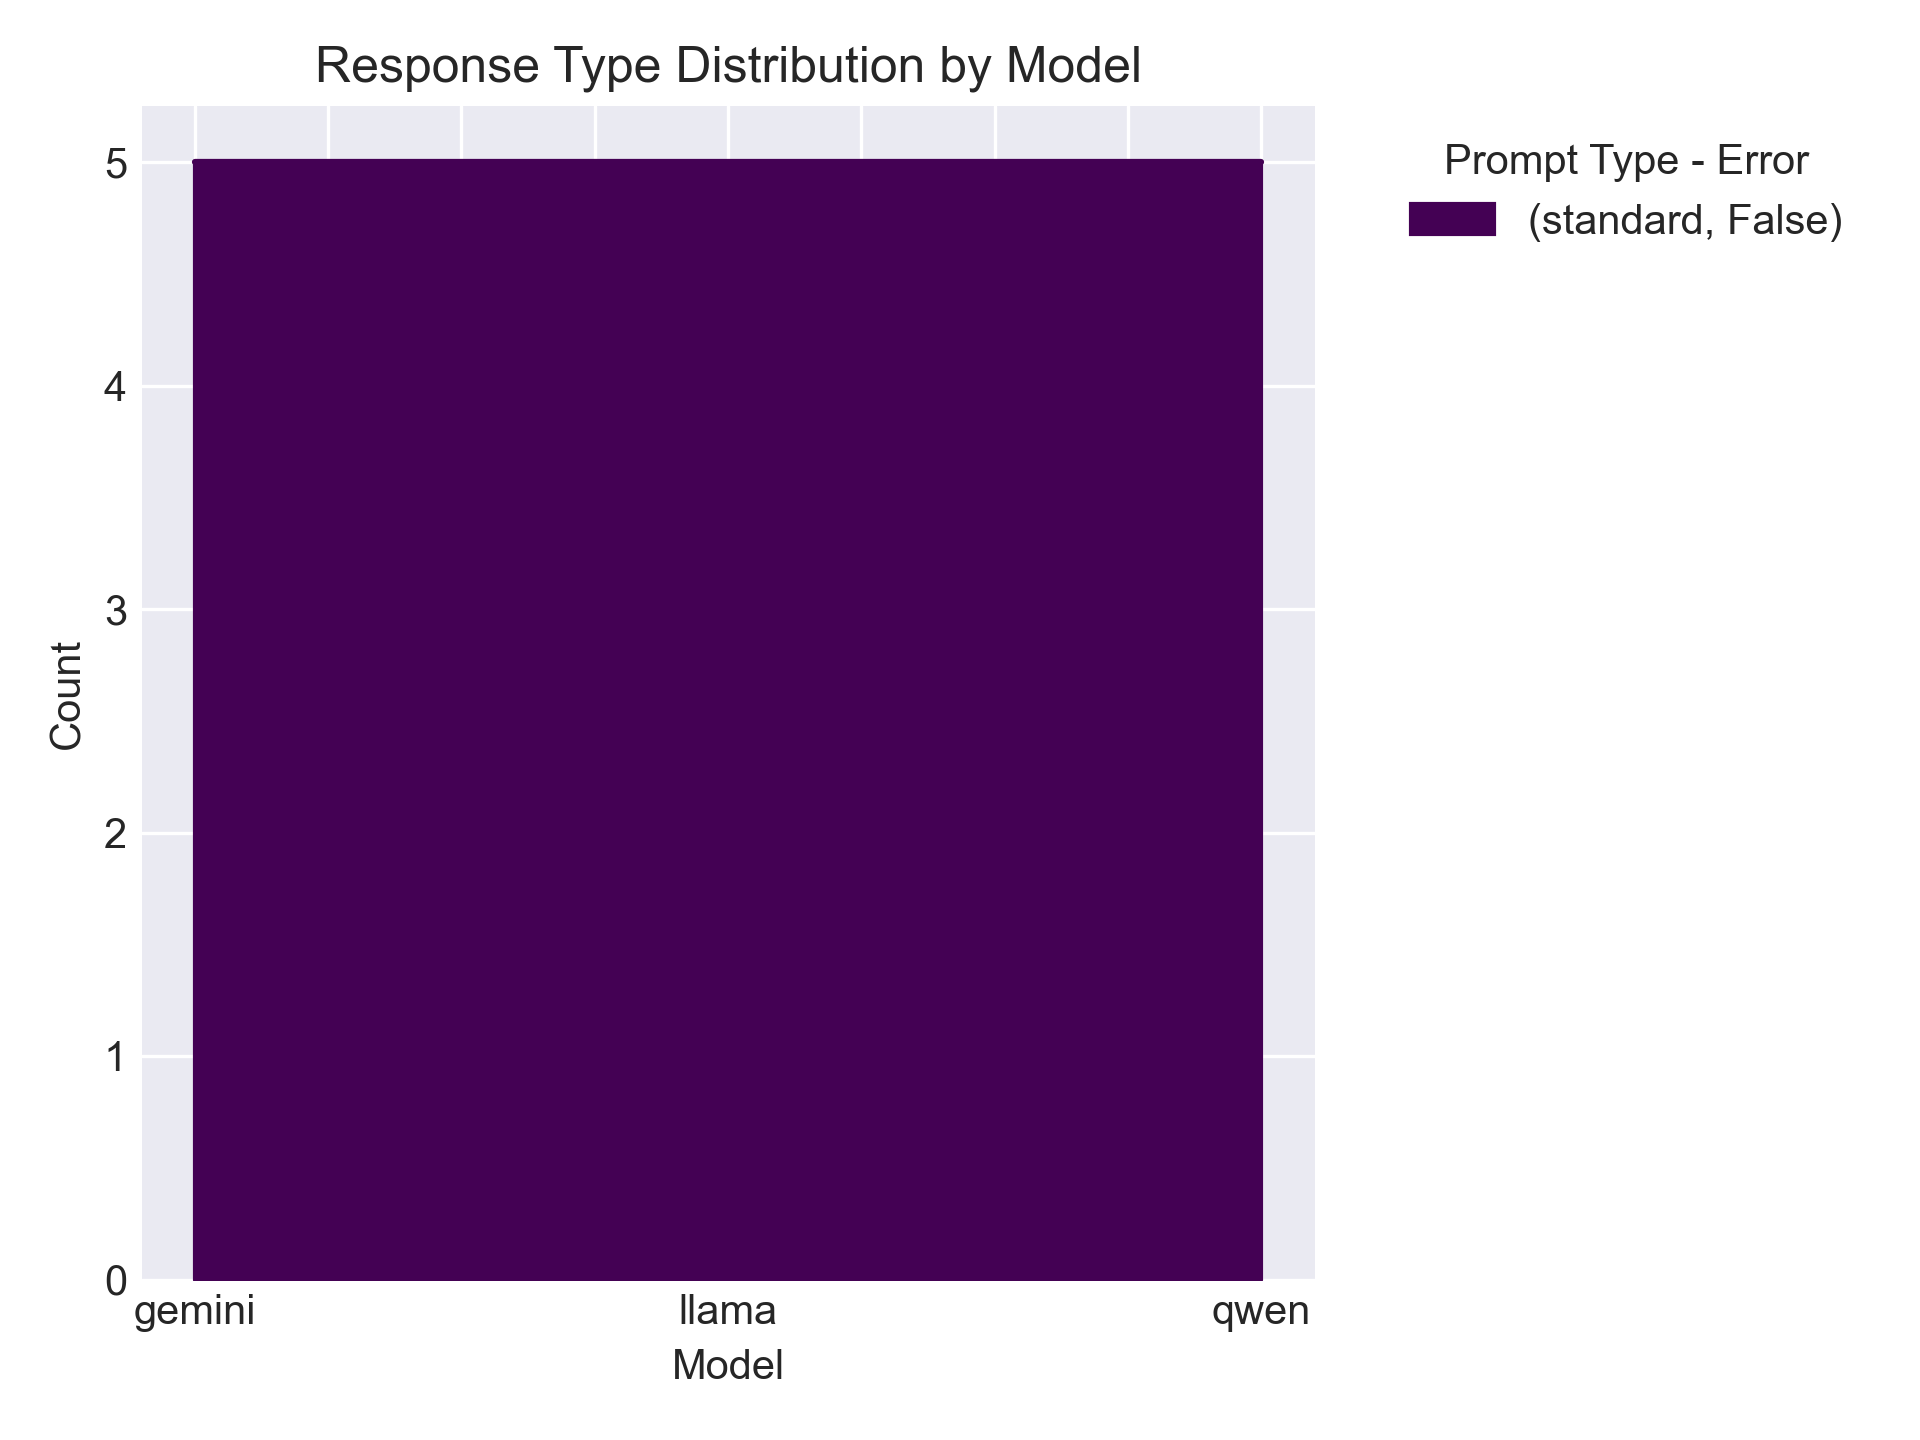 Response Type Distribution by Model
Prompt Type - Error
(standard, False)
5
4
3
2
1
0
Count
gemini
llama
qwen
Model